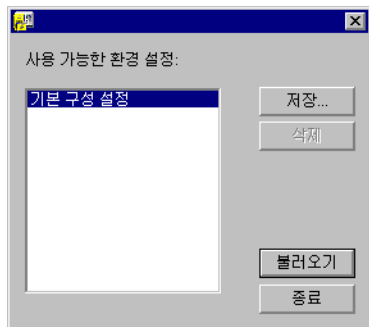 사용 가능한 환경 설정:
기본 구성 설정
저장...
삭제
불러오기
종료